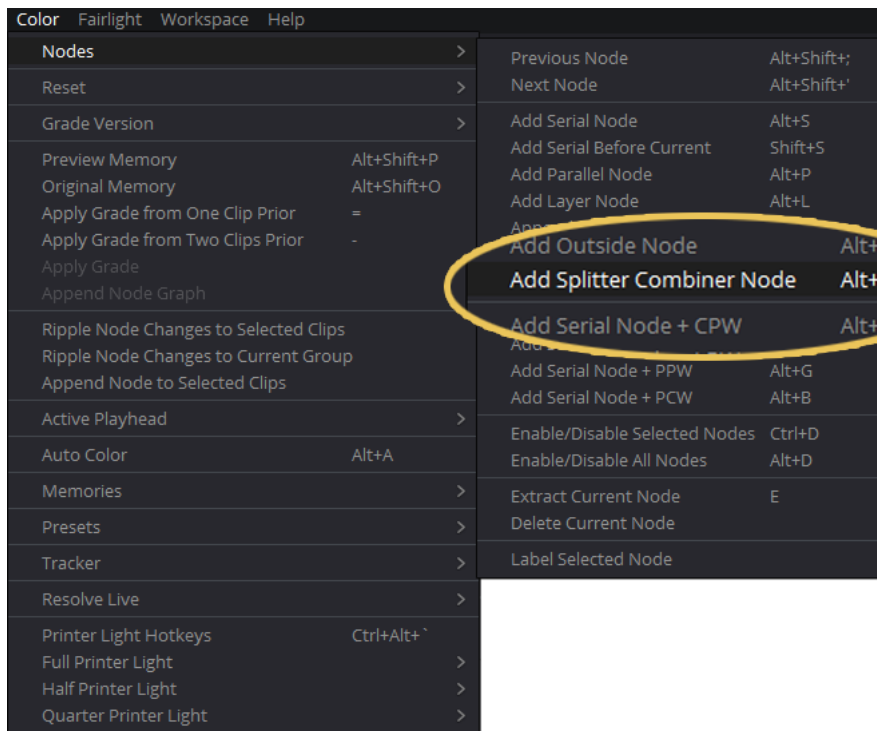 Color Fairlight Workspace Help
Nodes >
Reset >
Grade Version >
Preview Memory Alt+Shift+P
Original Memory Alt+Shift+O
Apply Grade from One Clip Prior =
Apply Grade from Two Clips Prior -
Apply Grade
Append Node Graph
Ripple Node Changes to Selected Clips
Ripple Node Changes to Current Group
Append Node to Selected Clips
Active Playhead >
Auto Color Alt+A
Memories >
Presets >
Tracker >
Resolve Live >
Printer Light Hotkeys Ctrl+Alt+`
Full Printer Light >
Half Printer Light >
Quarter Printer Light >
Previous Node Alt+Shift+;
Next Node Alt+Shift+'
Add Serial Node Alt+S
Add Serial Before Current Shift+S
Add Parallel Node Alt+P
Add Layer Node Alt+L
Add Outside Node Alt+
Add Splitter Combiner Node Alt+
Add Serial Node + CPW Alt+
Add Serial Node + PPW Alt+G
Add Serial Node + PCW Alt+B
Enable/Disable Selected Nodes Ctrl+D
Enable/Disable All Nodes Alt+D
Extract Current Node E
Delete Current Node
Label Selected Node